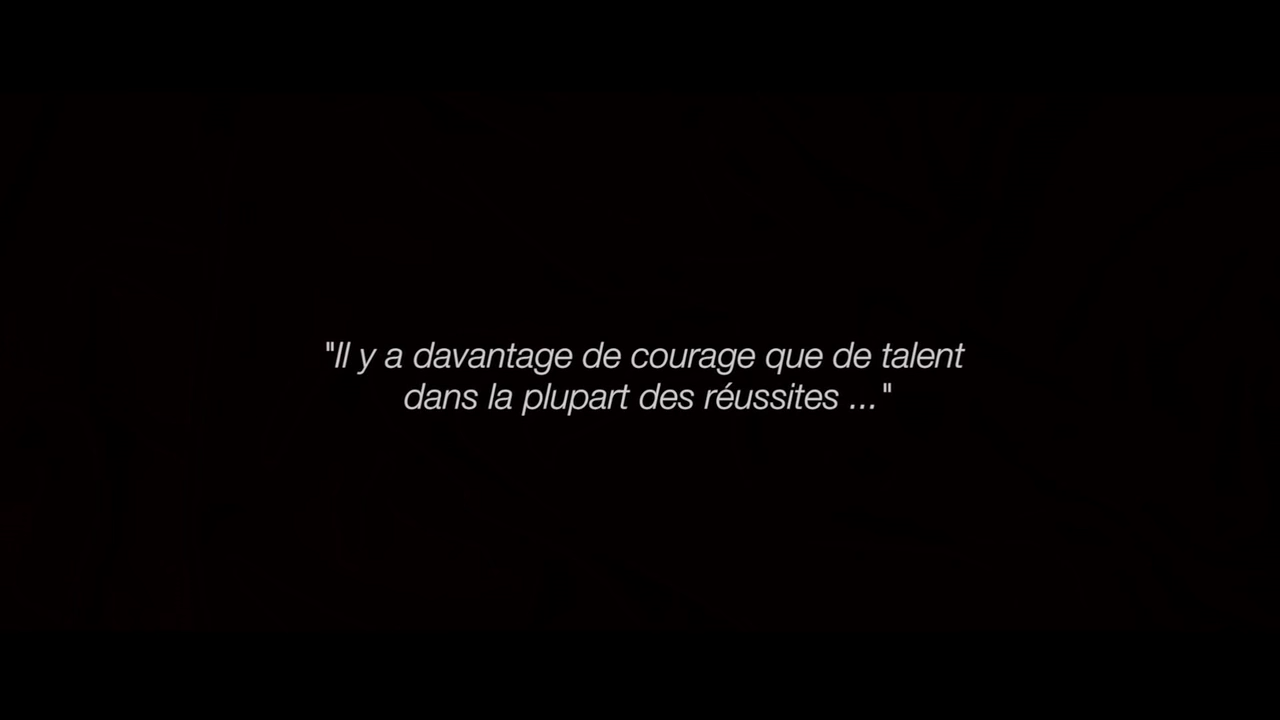 "Il y a davantage de courage que de talent
dans la plupart des réussites ..."